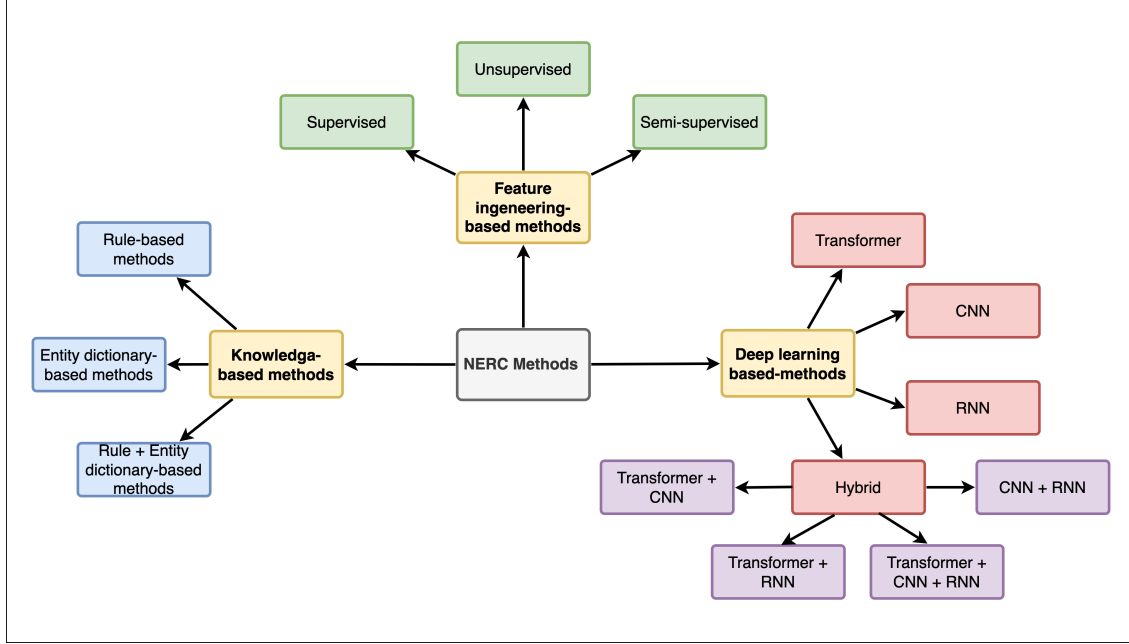 Unsupervised
Supervised
Semi-supervised
Feature
ingeneering-
based methods
Rule-based
methods
Transformer
CNN
Entity dictionary-
based methods
Knowledga-
based methods
NERC Methods
Deep learning
based-methods
RNN
Rule + Entity
dictionary-based
methods
Transformer +
CNN
Hybrid
CNN + RNN
Transformer +
RNN
Transformer +
CNN + RNN